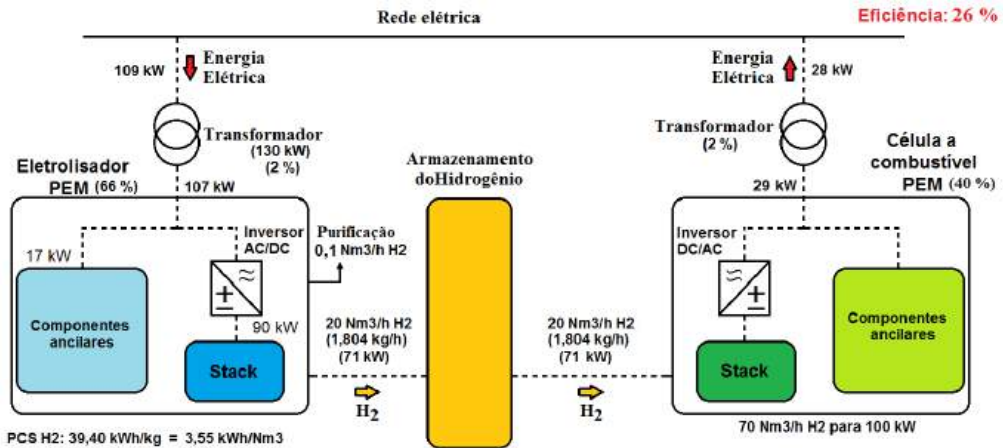 Rede elétrica
Eficiência: 26 %
109 kW
Energia
Elétrica
Energia
Elétrica
28 kW
Transformador
(130 kW)
(2 %)
Transformador
(2 %)
Eletrolisador
PEM (66 %)
107 kW
Armazenamento
doHidrogênio
29 kW
Célula a
combustível
PEM (40 %)
17 kW
Inversor
AC/DC
Purificação
0,1 Nm3/h H2
Inversor
DC/AC
Componentes
ancilares
90 kW
Stack
20 Nm3/h H2
(1,804 kg/h)
(71 kW)
H2
20 Nm3/h H2
(1,804 kg/h)
(71 kW)
H2
Stack
Componentes
ancilares
PCS H2: 39,40 kWh/kg = 3,55 kWh/Nm3
70 Nm3/h H2 para 100 kW